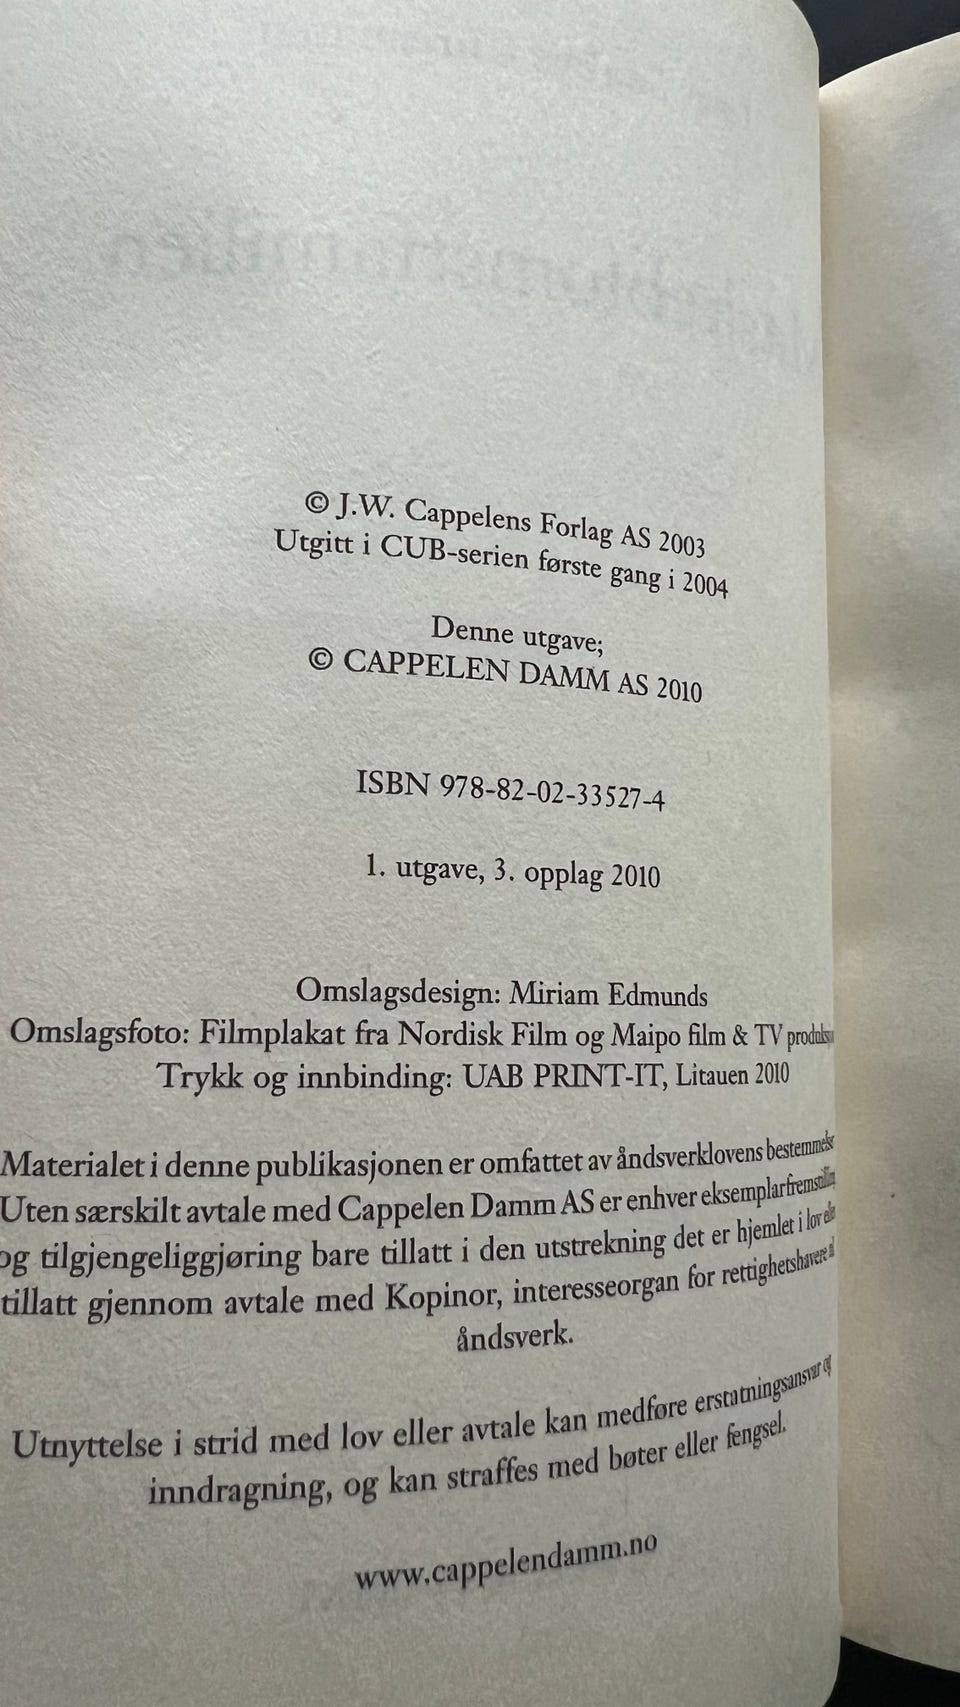 © J.W. Cappelens Forlag AS 2003
Utgitt i CUB-serien første gang i 2004
Denne utgave;
© CAPPELEN DAMM AS 2010
ISBN 978-82-02-33527-4
1. utgave, 3. opplag 2010
Omslagsdesign: Miriam Edmunds
Omslagsfoto: Filmplakat fra Nordisk Film og Maipo film & TV
Trykk og innbinding: UAB PRINT-IT, Litauen 2010
Materialet i denne publikasjonen er omfattet av åndsverklovens
Uten særskilt avtale med Cappelen Damm AS er enhver
og tilgjengeliggjøring bare tillatt i den utstrekning det er hjemlet i lov
tillatt gjennom avtale med Kopinor, interesseorgan for rettighetshavere
åndsverk.
Utnyttelse i strid med lov eller avtale kan medføre erstatningsansvar og
inndragning, og kan straffes med bøter eller fengsel.
www.cappelendamm.no